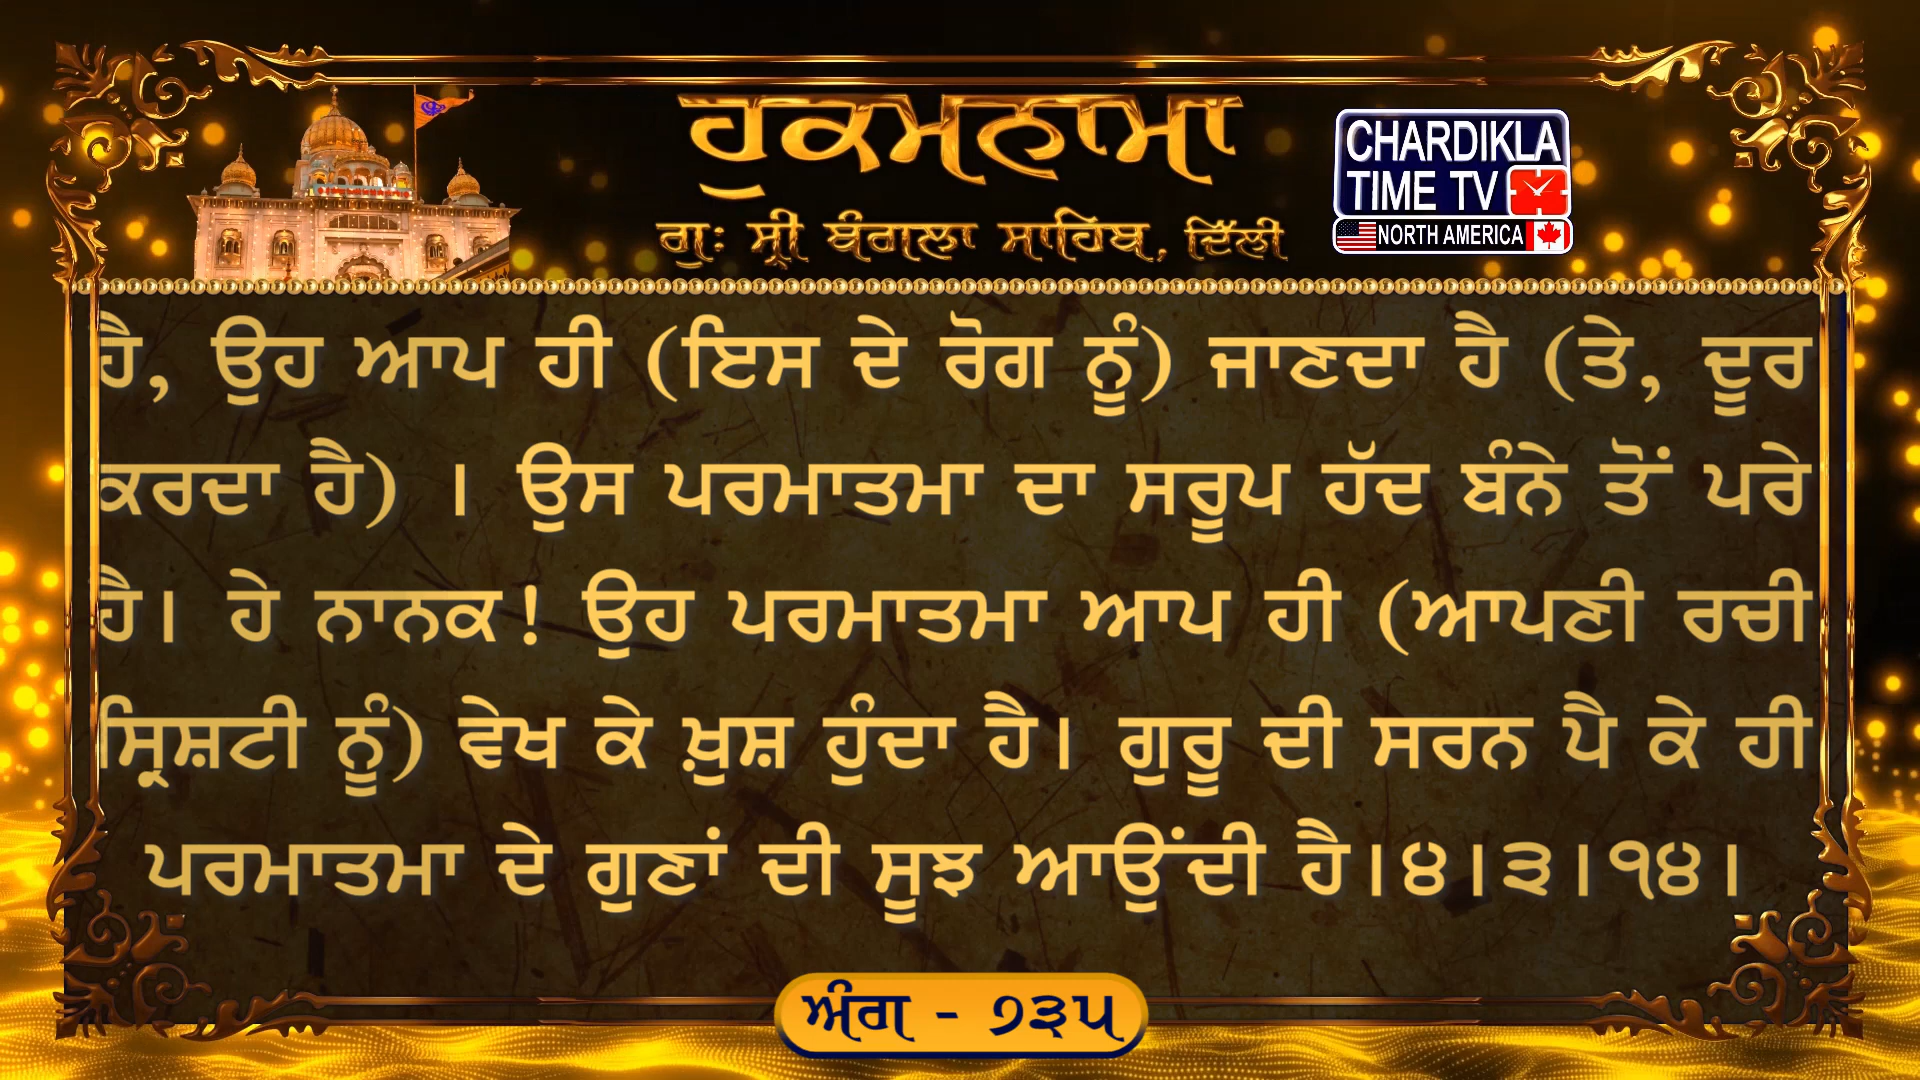 ਹੁਕਮਨਾਮਾ
ਗੁਃ ਸ੍ਰੀ ਬੰਗਲਾ ਸਾਹਿਬ, ਦਿੱਲੀ
CHARDIKLA
TIME TV
NORTH AMERICA
ਹੈ, ਉਹ ਆਪ ਹੀ (ਇਸ ਦੇ ਰੋਗ ਨੂੰ) ਜਾਣਦਾ ਹੈ (ਤੇ, ਦੂਰ
ਕਰਦਾ ਹੈ) । ਉਸ ਪਰਮਾਤਮਾ ਦਾ ਸਰੂਪ ਹੱਦ ਬੰਨੇ ਤੋਂ ਪਰੇ
ਹੈ। ਹੇ ਨਾਨਕ! ਉਹ ਪਰਮਾਤਮਾ ਆਪ ਹੀ (ਆਪਣੀ ਰਚੀ
ਸ੍ਰਿਸ਼ਟੀ ਨੂੰ) ਵੇਖ ਕੇ ਖ਼ੁਸ਼ ਹੁੰਦਾ ਹੈ। ਗੁਰੂ ਦੀ ਸਰਨ ਪੈ ਕੇ ਹੀ
ਪਰਮਾਤਮਾ ਦੇ ਗੁਣਾਂ ਦੀ ਸੂਝ ਆਉਂਦੀ ਹੈ।੪।੩।੧੪।
ਅੰਗ - ੭੩੫